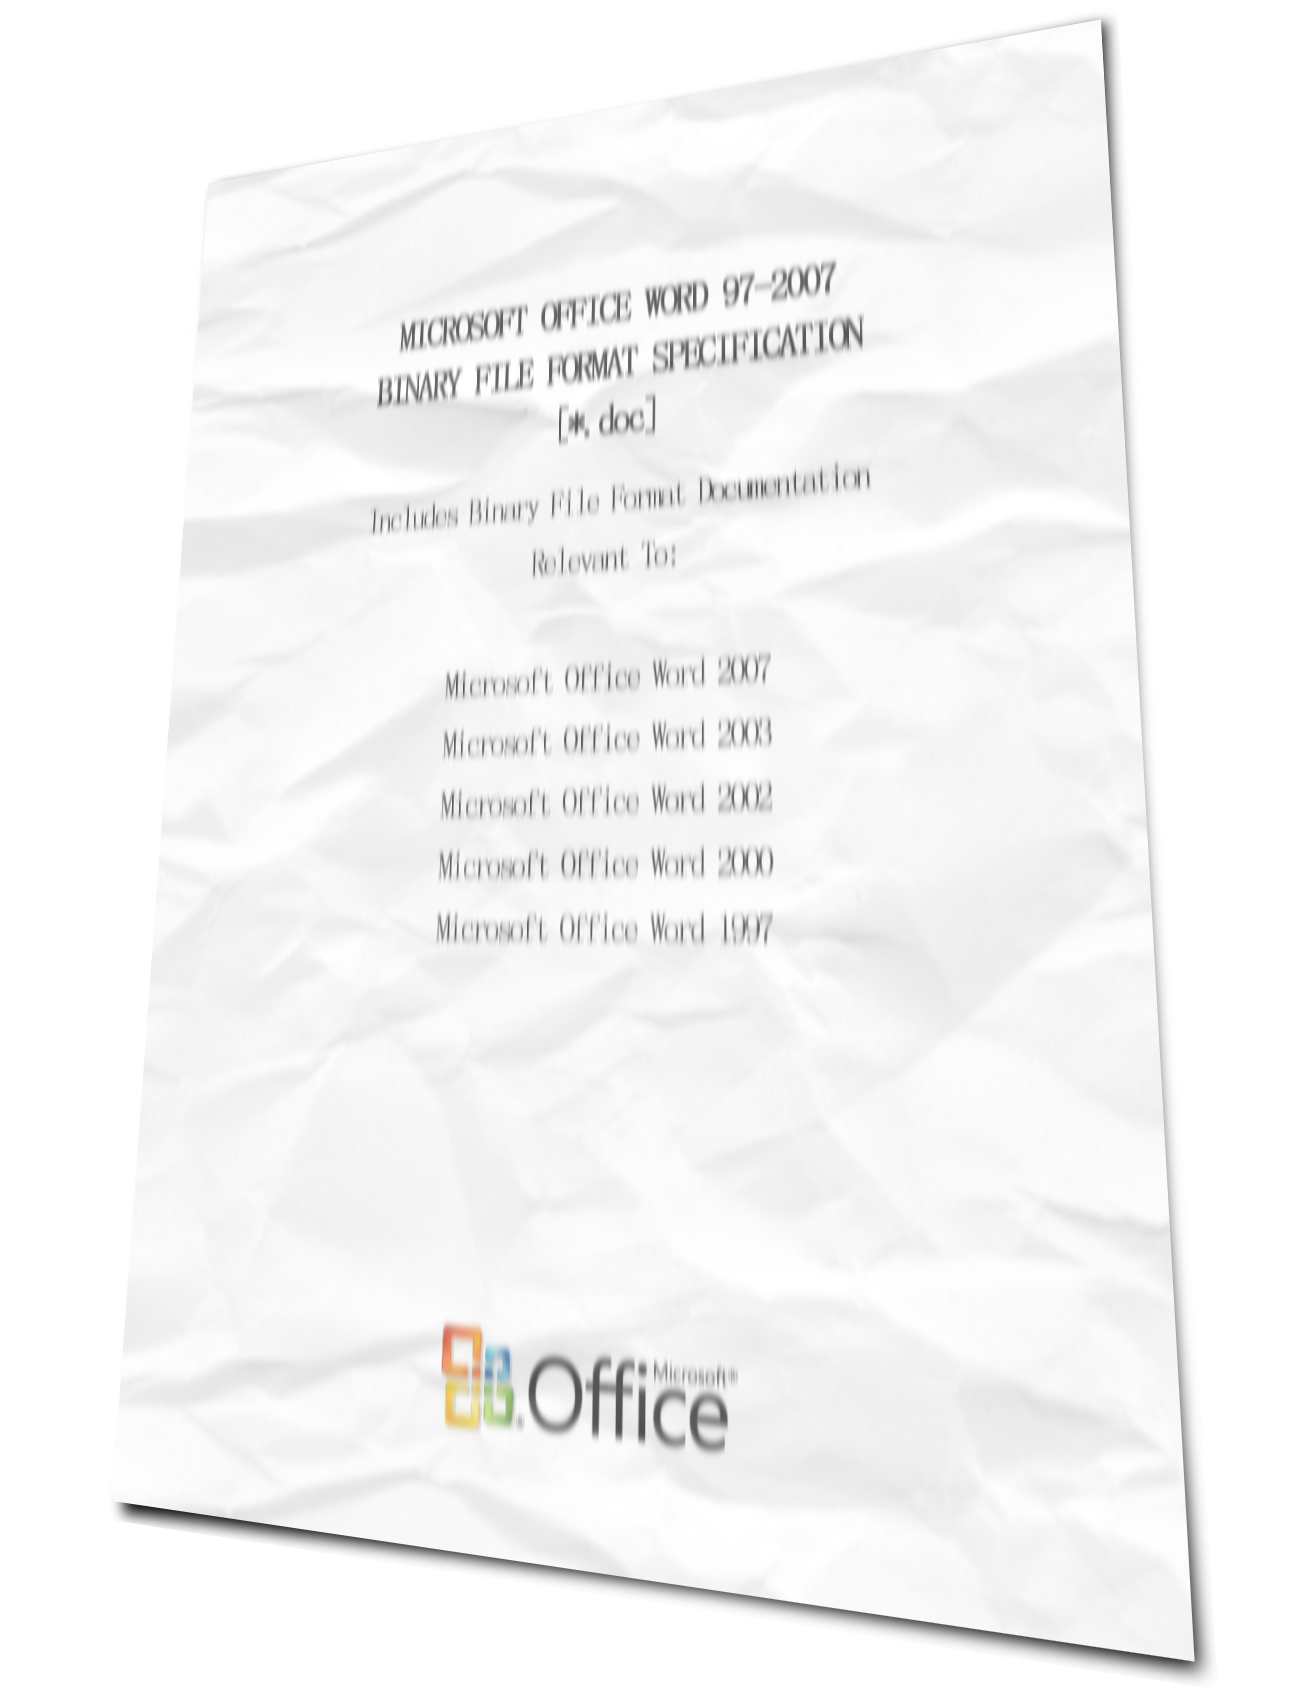 MICROSOFT OFFICE WORD 97-2007
BINARY FILE FORMAT SPECIFICATION
[*.doc]
Includes Binary File Format Documentation
Relevant To:
Microsoft Office Word 2007
Microsoft Office Word 2003
Microsoft Office Word 2002
Microsoft Office Word 2000
Microsoft Office Word 1997
Microsoft®
Office